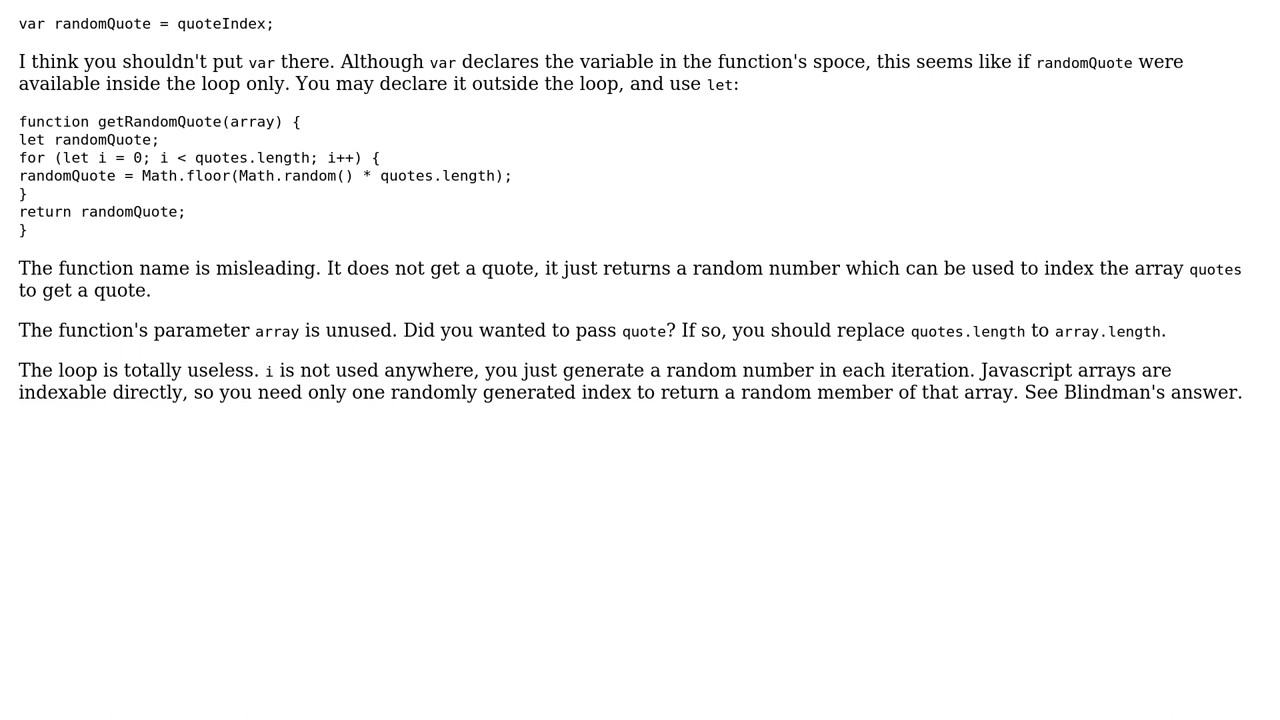 var randomQuote = quoteIndex;
I think you shouldn't put var there. Although var declares the variable in the function's spoce, this seems like if randomQuote were
available inside the loop only. You may declare it outside the loop, and use let:
function getRandomQuote(array) {
let randomQuote;
for (let i = 0; i < quotes.length; i++) {
randomQuote = Math.floor(Math.random() * quotes.length);
}
return randomQuote;
}
The function name is misleading. It does not get a quote, it just returns a random number which can be used to index the array quotes
to get a quote.
The function's parameter array is unused. Did you wanted to pass quote? If so, you should replace quotes.length to array.length.
The loop is totally useless. i is not used anywhere, you just generate a random number in each iteration. Javascript arrays are
indexable directly, so you need only one randomly generated index to return a random member of that array. See Blindman's answer.